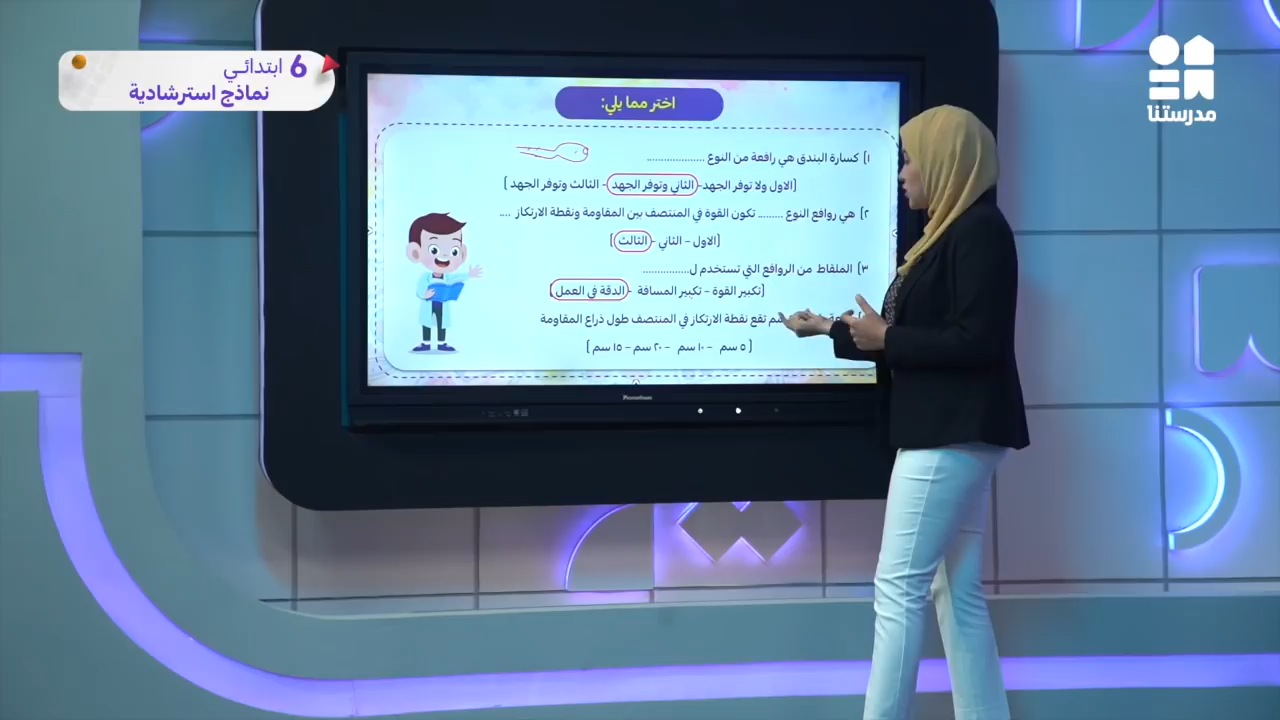 6 ابتدائي
نماذج استرشادية
مدرستنا
اختر مما يلي:
١) كسارة البندق هي رافعة من النوع ...................
(الاول ولا توفر الجهد- الثاني وتوفر الجهد - الثالث وتوفر الجهد )
٢) هي روافع النوع ......... تكون القوة في المنتصف بين المقاومة ونقطة الارتكاز ....
(الاول - الثاني - الثالث)
٣) الملقاط من الروافع التي تستخدم ل................
(تكبير القوة - تكبير المسافة - الدقة في العمل)
تقع نقطة الارتكاز في المنتصف طول ذراع المقاومة
( ٥ سم - ١٠ سم - ٢٠ سم - ١٥ سم )